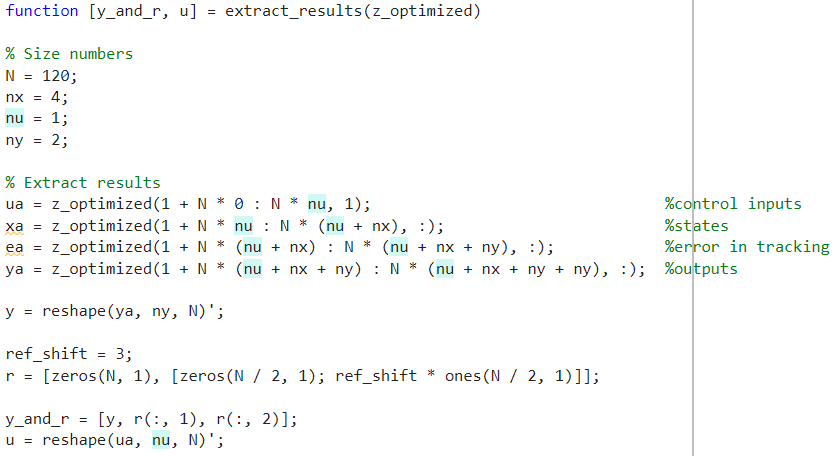 function [y_and_r, u] = extract_results(z_optimized)
% Size numbers
N = 120;
nx = 4;
nu = 1;
ny = 2;
% Extract results
ua = z_optimized(1 + N * 0 : N * nu, 1); %control inputs
xa = z_optimized(1 + N * nu : N * (nu + nx), :); %states
ea = z_optimized(1 + N * (nu + nx) : N * (nu + nx + ny), :); %error in tracking
ya = z_optimized(1 + N * (nu + nx + ny) : N * (nu + nx + ny + ny), :); %outputs
y = reshape(ya, ny, N)';
ref_shift = 3;
r = [zeros(N, 1), [zeros(N / 2, 1); ref_shift * ones(N / 2, 1)]];
y_and_r = [y, r(:, 1), r(:, 2)];
u = reshape(ua, nu, N)';